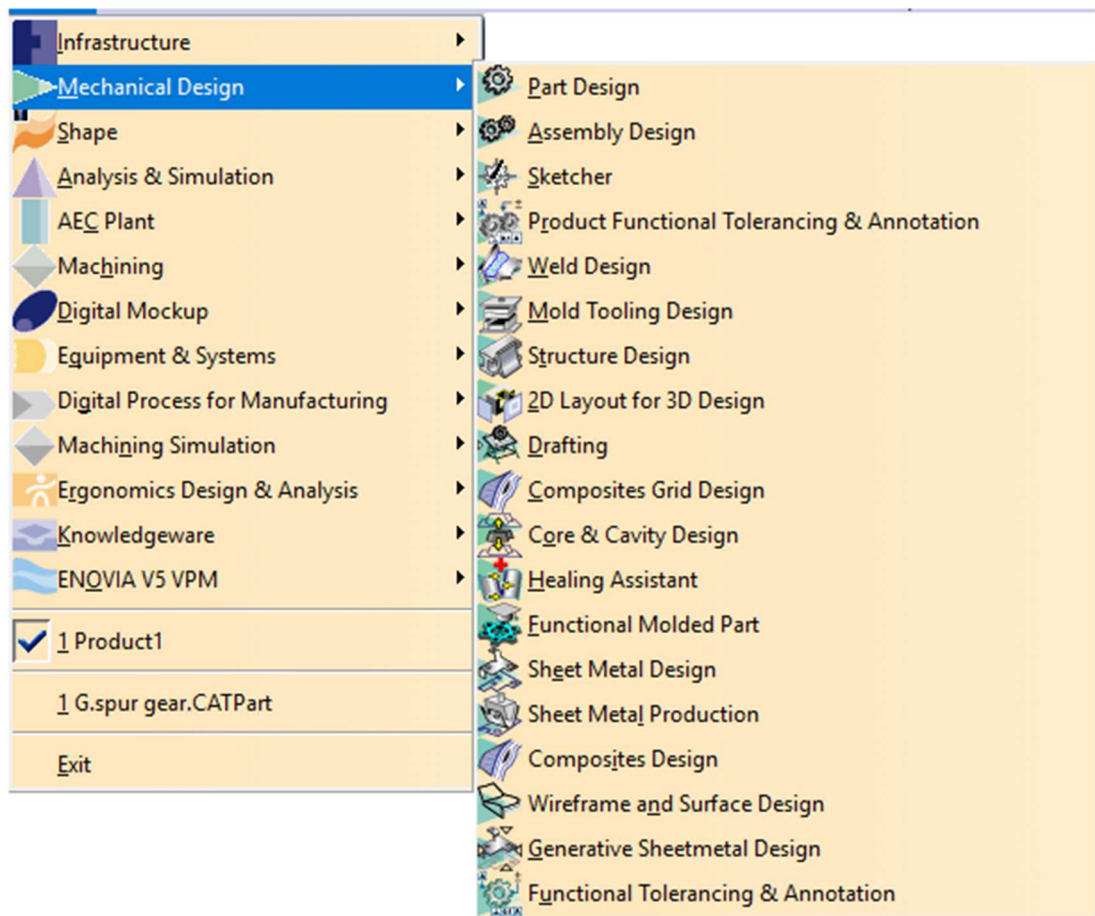 Infrastructure
Mechanical Design
Shape
Analysis & Simulation
AEC Plant
Machining
Digital Mockup
Equipment & Systems
Digital Process for Manufacturing
Machining Simulation
Ergonomics Design & Analysis
Knowledgeware
ENOVIA V5 VPM
1 Product1
1 G.spur gear.CATPart
Exit
Part Design
Assembly Design
Sketcher
Product Functional Tolerancing & Annotation
Weld Design
Mold Tooling Design
Structure Design
2D Layout for 3D Design
Drafting
Composites Grid Design
Core & Cavity Design
Healing Assistant
Functional Molded Part
Sheet Metal Design
Sheet Metal Production
Composites Design
Wireframe and Surface Design
Generative Sheetmetal Design
Functional Tolerancing & Annotation